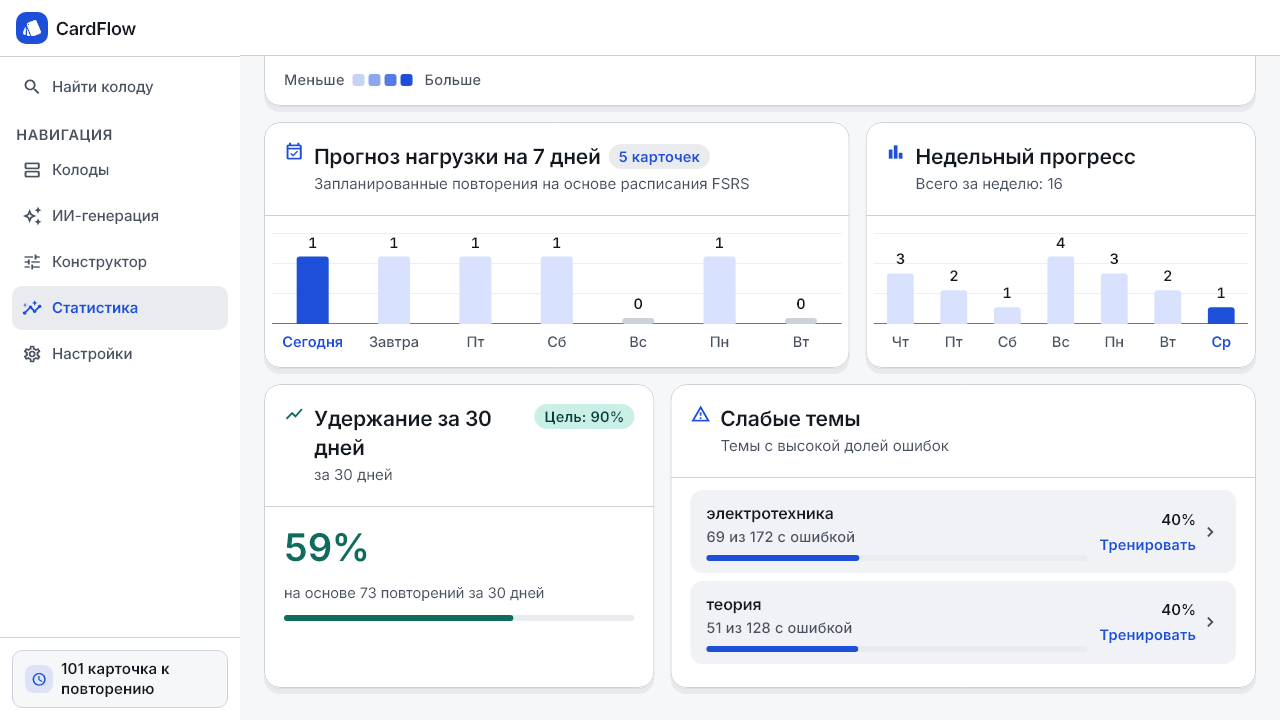 CardFlow
Найти колоду
НАВИГАЦИЯ
Колоды
ИИ-генерация
Конструктор
Статистика
Настройки
101 карточка к
повторению
Меньше Больше
Прогноз нагрузки на 7 дней 5 карточек
Запланированные повторения на основе расписания FSRS
1 1 1 1 0 1 0
Сегодня Завтра Пт Сб Вс Пн Вт
Недельный прогресс
Всего за неделю: 16
3 2 1 4 3 2 1
Чт Пт Сб Вс Пн Вт Ср
Удержание за 30 Цель: 90%
дней
за 30 дней
59%
на основе 73 повторений за 30 дней
Слабые темы
Темы с высокой долей ошибок
электротехника 40%
69 из 172 с ошибкой Тренировать
теория 40%
51 из 128 с ошибкой Тренировать